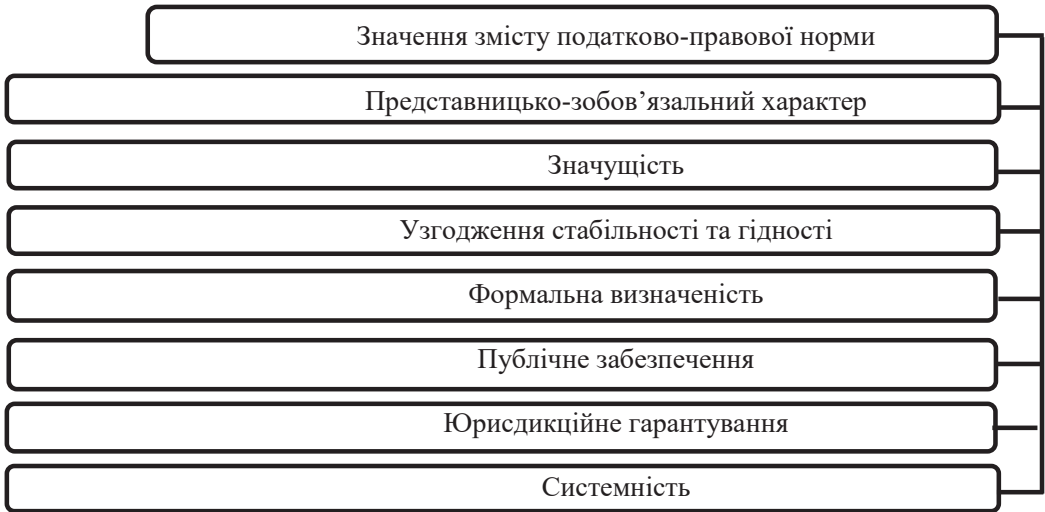 Значення змісту податково-правової норми
Представницько-зобов’язальний характер
Значущість
Узгодження стабільності та гідності
Формальна визначеність
Публічне забезпечення
Юрисдикційне гарантування
Системність